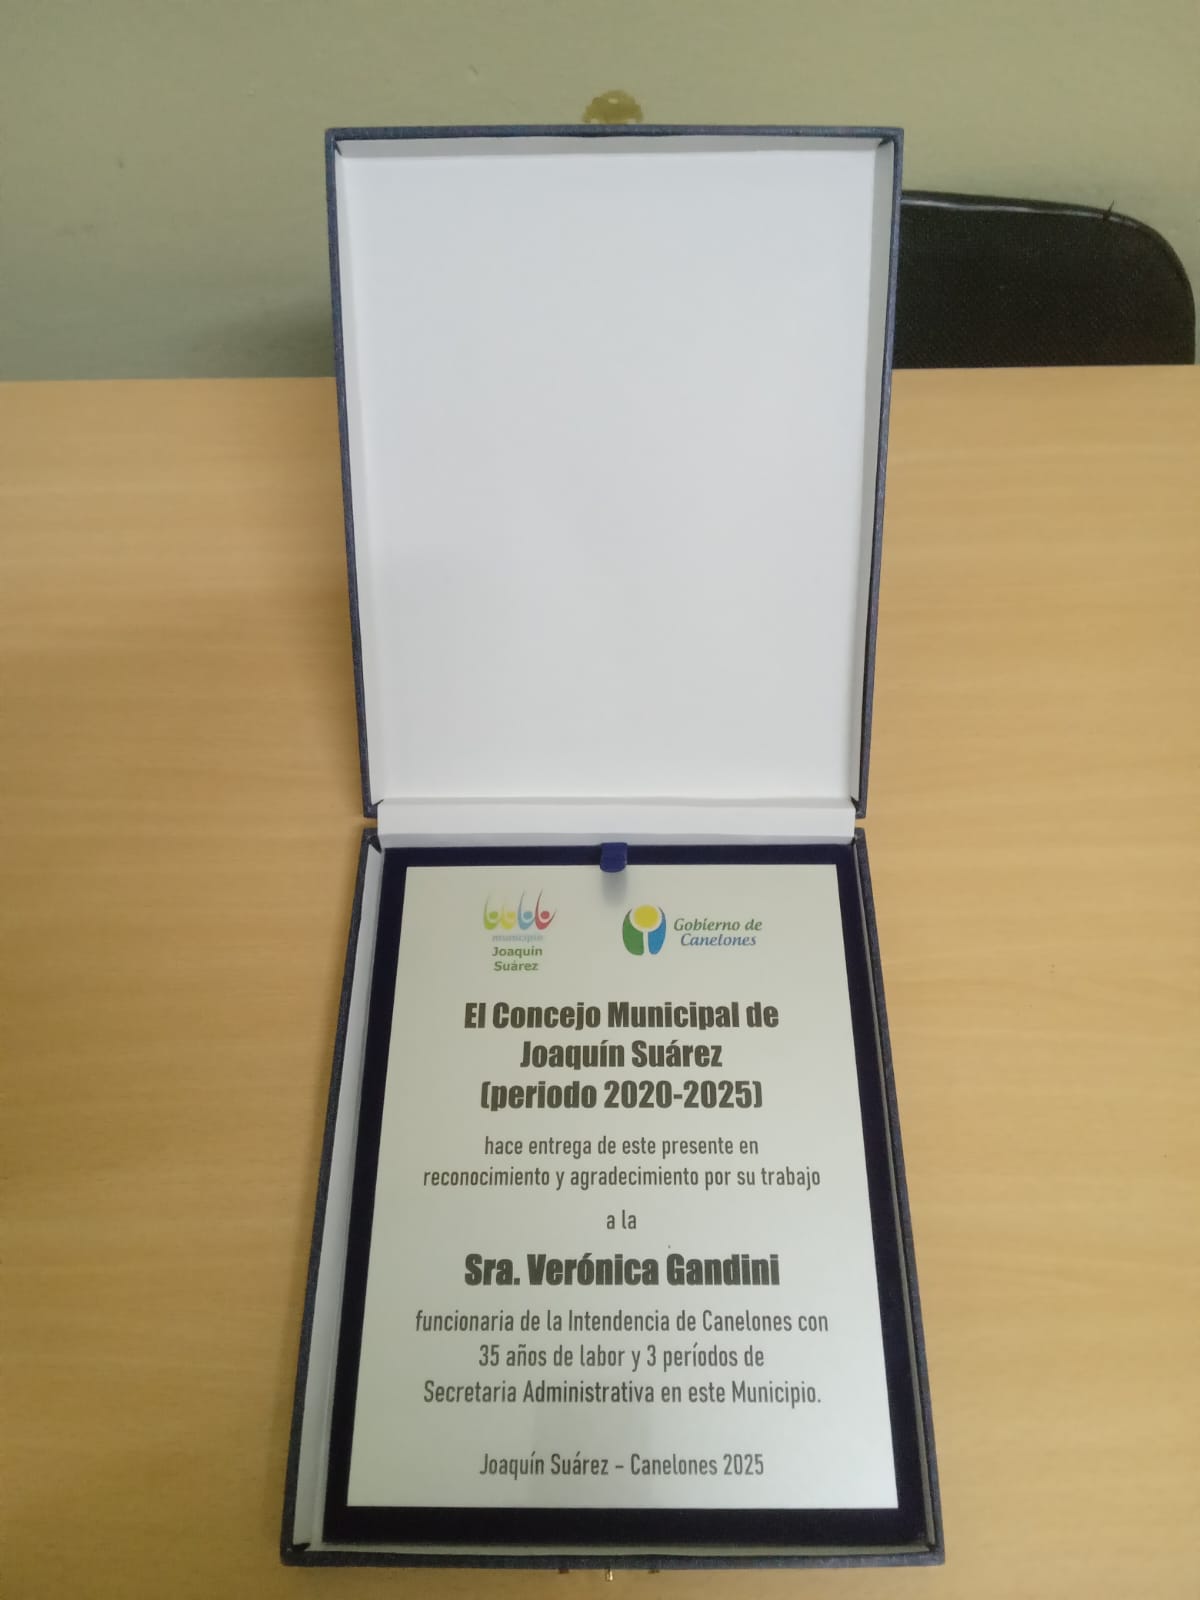 municipio
Joaquín
Suárez
Gobierno de
Canelones
El Concejo Municipal de
Joaquín Suárez
(periodo 2020-2025)
hace entrega de este presente en
reconocimiento y agradecimiento por su trabajo
a la
Sra. Verónica Gandini
funcionaria de la Intendencia de Canelones con
35 años de labor y 3 períodos de
Secretaria Administrativa en este Municipio.
Joaquín Suárez – Canelones 2025